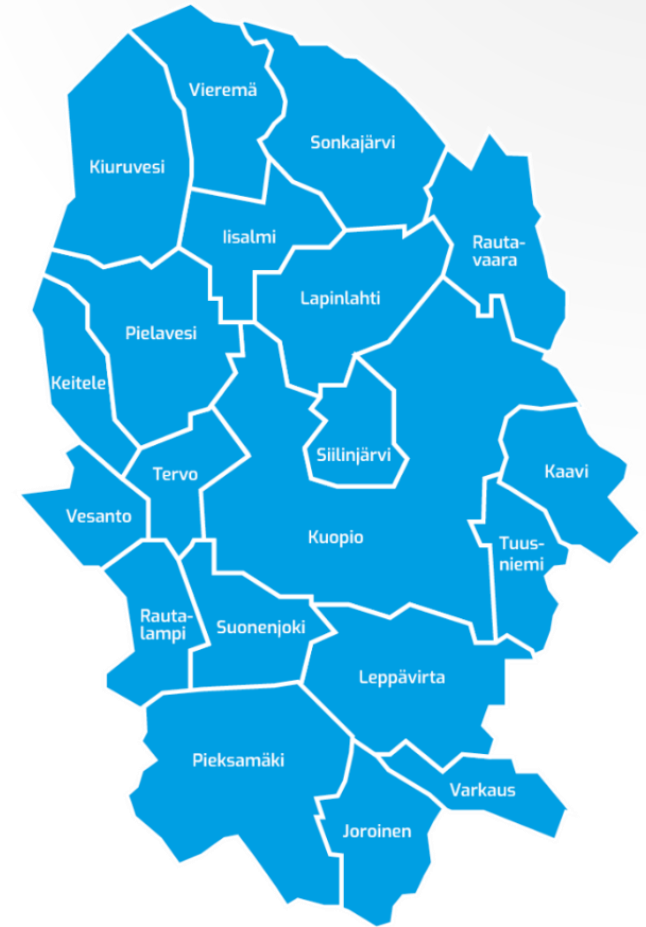 Vieremä
Sonkajärvi
Kiuruvesi
Iisalmi
Rauta-
vaara
Lapinlahti
Pielavesi
Keitele
Siilinjärvi
Kaavi
Tervo
Vesanto
Kuopio
Tuus-
niemi
Rauta-
lampi
Suonenjoki
Leppävirta
Pieksamäki
Varkaus
Joroinen